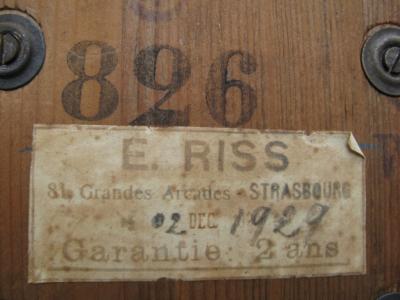 826
E. RISS
81, Grandes Arcades - STRASBOURG
02 DEC 1929
Garantie: 2 ans